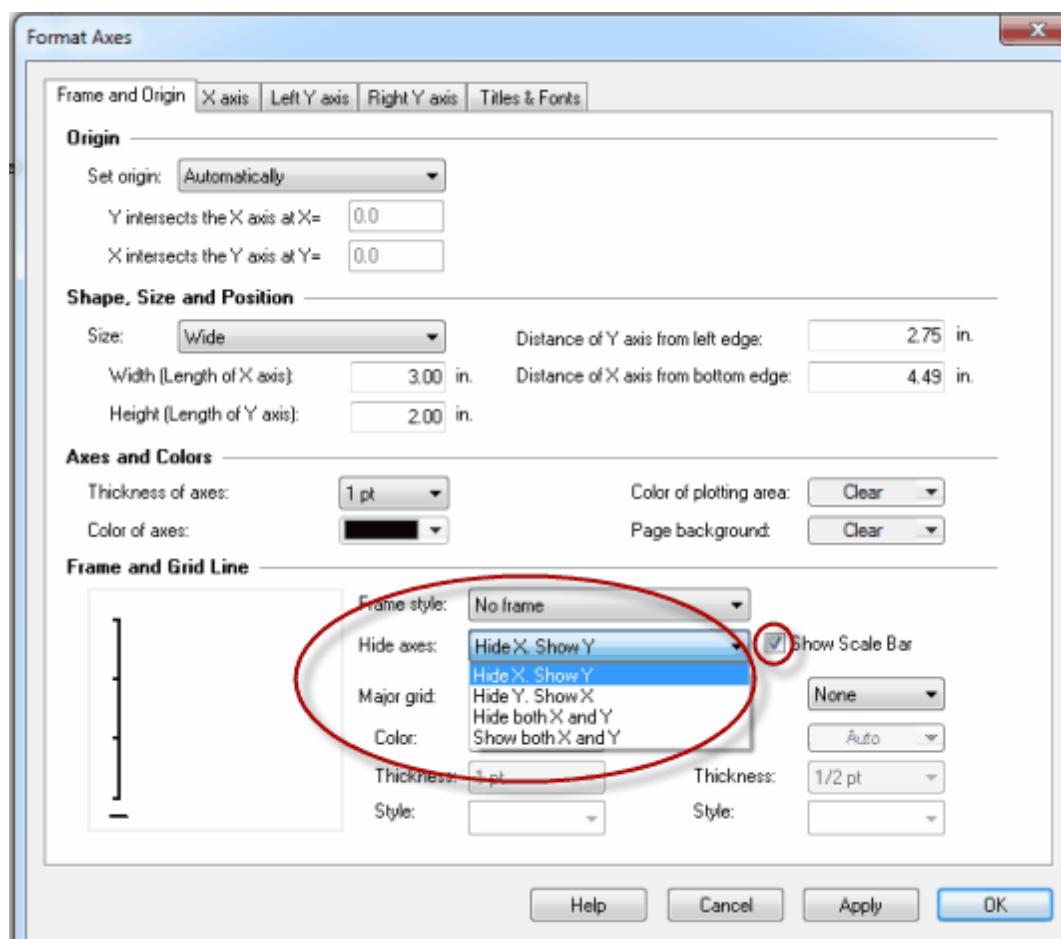 Format Axes
Frame and Origin X axis Left Y axis Right Y axis Titles & Fonts
Origin
Set origin: Automatically
Y intersects the X axis at X= 0.0
X intersects the Y axis at Y= 0.0
Shape, Size and Position
Size: Wide Distance of Y axis from left edge: 2.75 in.
Width (Length of X axis): 3.00 in. Distance of X axis from bottom edge: 4.49 in.
Height (Length of Y axis): 2.00 in.
Axes and Colors
Thickness of axes: 1 pt Color of plotting area: Clear
Color of axes: Page background: Clear
Frame and Grid Line
Frame style: No frame
Hide axes: Hide X. Show Y Show Scale Bar
Hide X. Show Y
Major grid: Hide Y. Show X None
Hide both X and Y
Color: Show both X and Y Auto
Thickness: 1 pt Thickness: 1/2 pt
Style: Style:
Help Cancel Apply OK